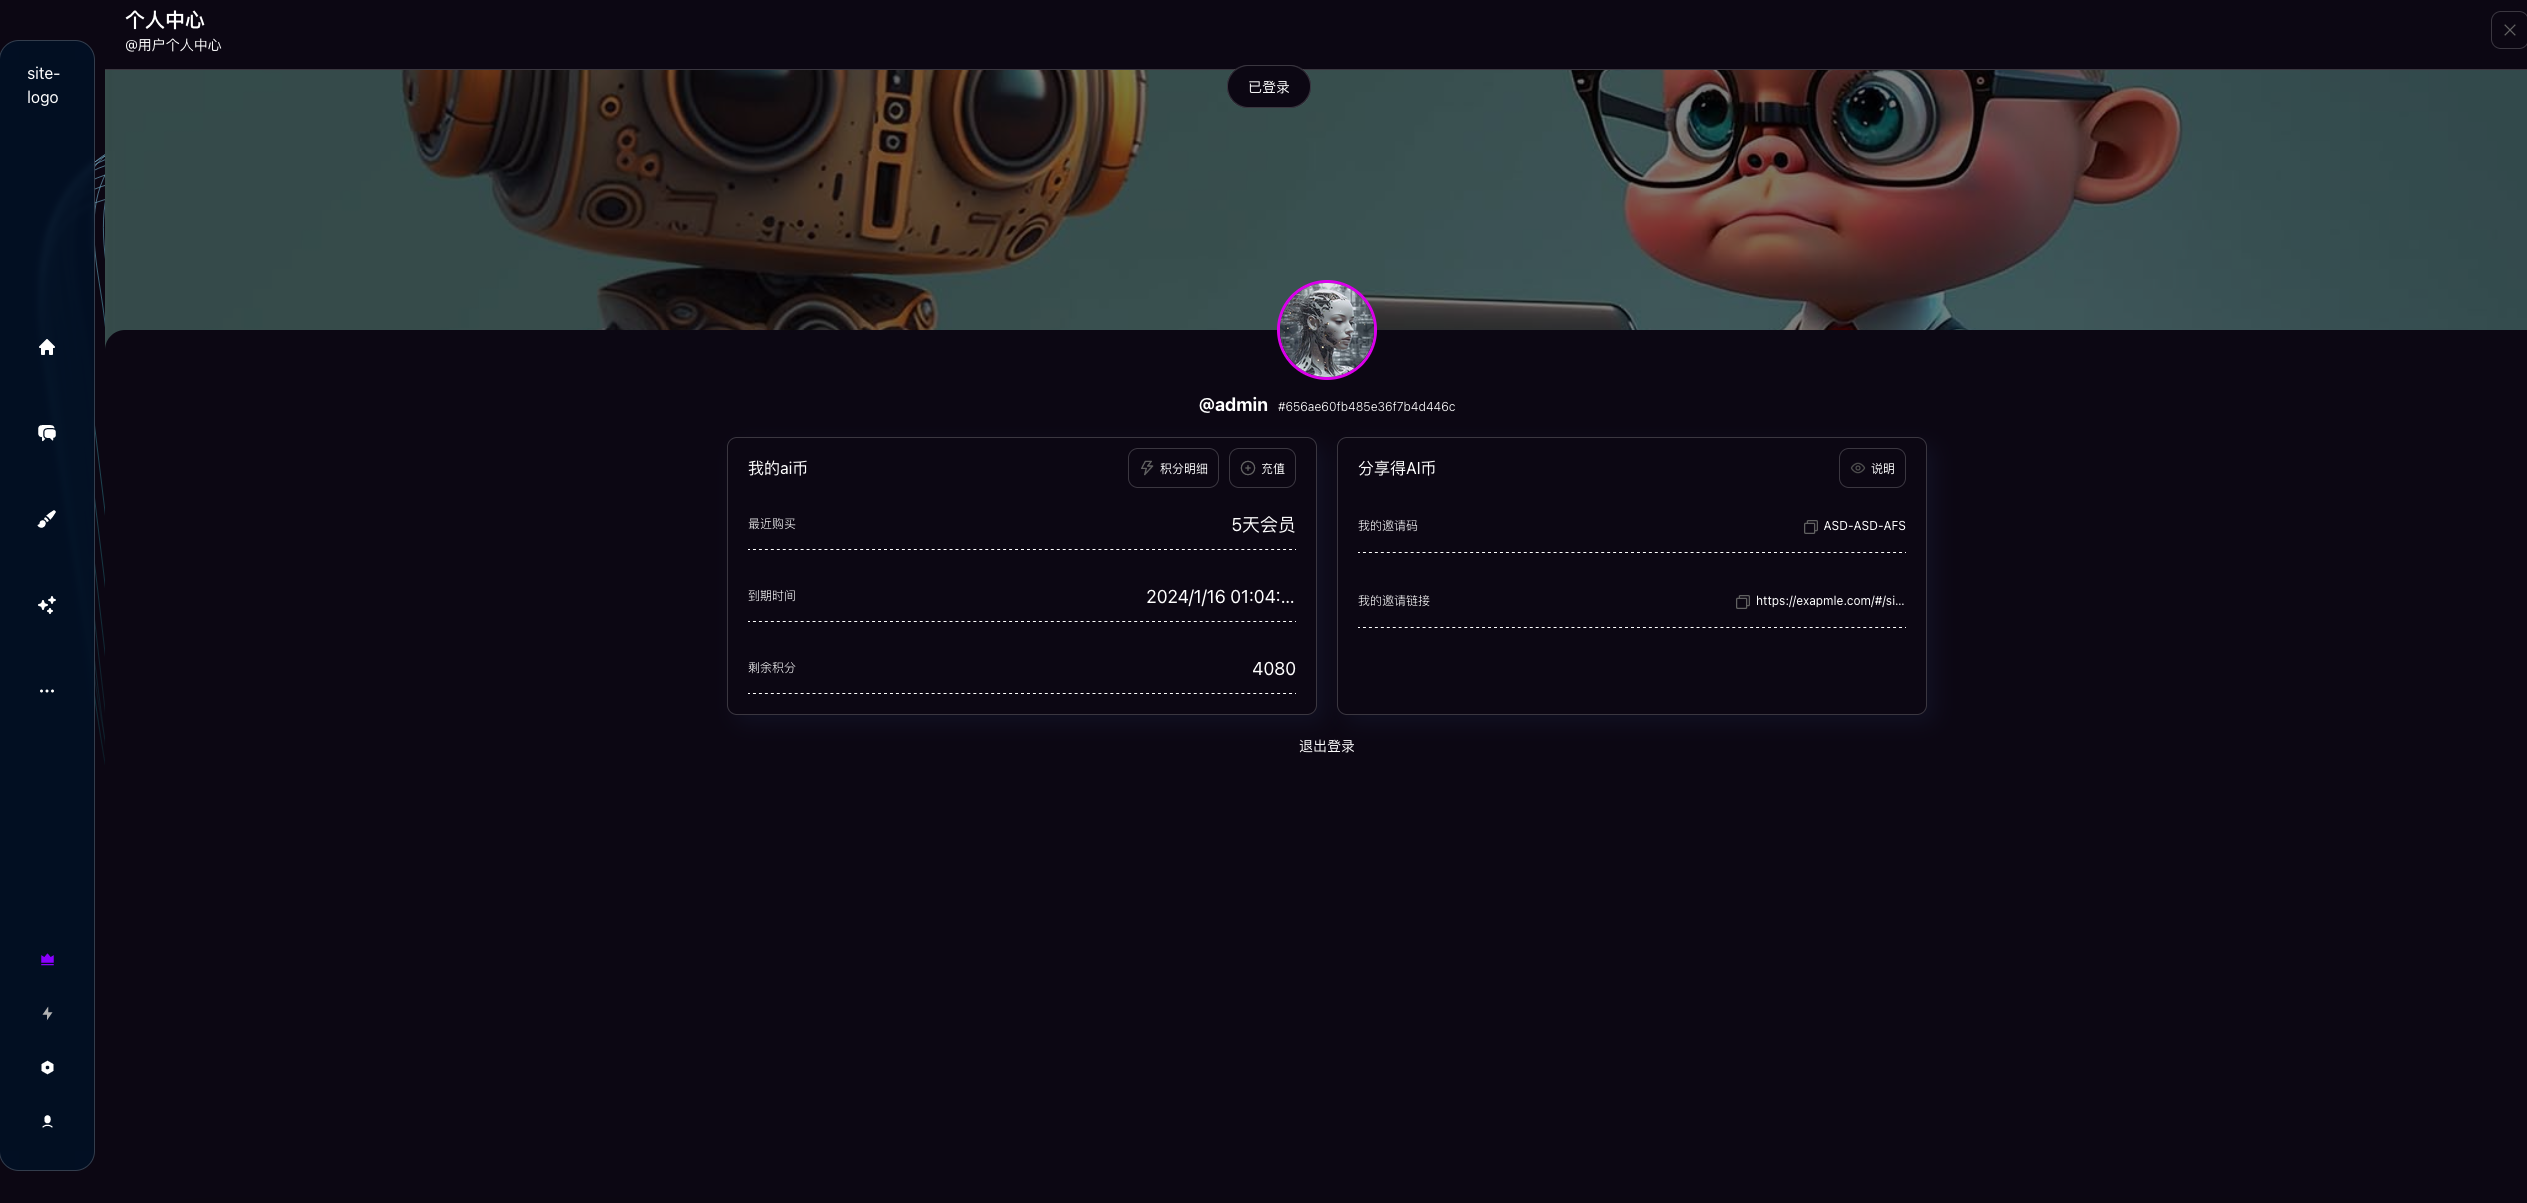 个人中心
@用户个人中心
site-
logo
已登录
@admin #656ae60fb485e36f7b4d446c
我的ai币 积分明细 充值
最近购买 5天会员
到期时间 2024/1/16 01:04:...
剩余积分 4080
分享得AI币 说明
我的邀请码 ASD-ASD-AFS
我的邀请链接 https://exapmle.com/#/si...
退出登录